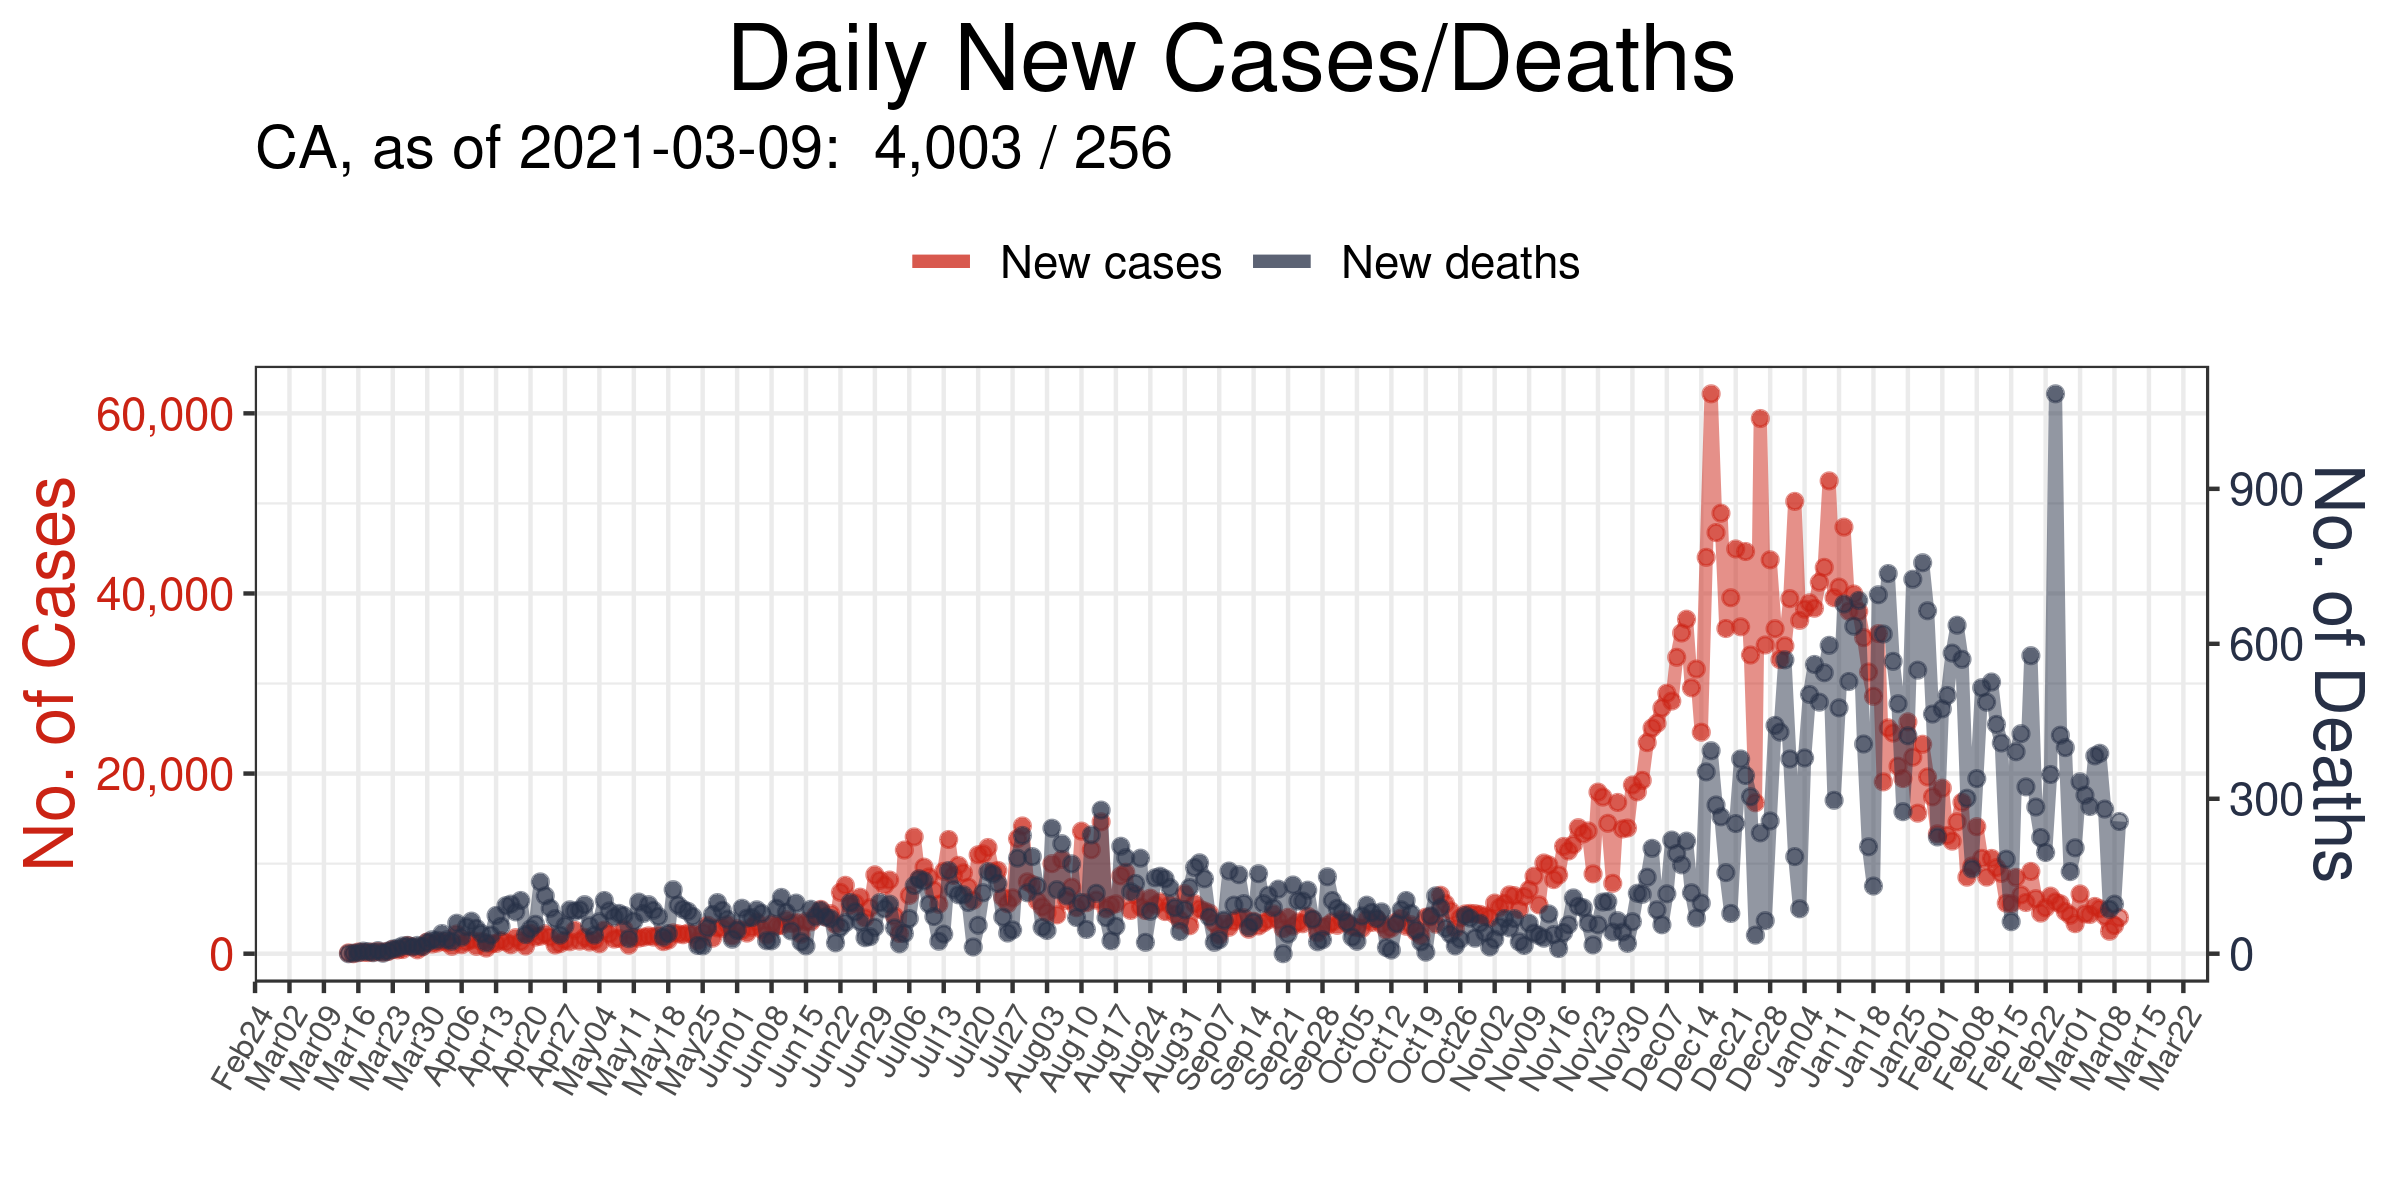 Daily New Cases/Deaths
CA, as of 2021-03-09:  4,003 / 256
New cases New deaths
No. of Cases
60,000
40,000
20,000
0
900
600
300
0
No. of Deaths
Feb24 Mar02 Mar09 Mar16 Mar23 Mar30 Apr06 Apr13 Apr20 Apr27 May04 May11 May18 May25 Jun01 Jun08 Jun15 Jun22 Jun29 Jul06 Jul13 Jul20 Jul27 Aug03 Aug10 Aug17 Aug24 Aug31 Sep07 Sep14 Sep21 Sep28 Oct05 Oct12 Oct19 Oct26 Nov02 Nov09 Nov16 Nov23 Nov30 Dec07 Dec14 Dec21 Dec28 Jan04 Jan11 Jan18 Jan25 Feb01 Feb08 Feb15 Feb22 Mar01 Mar08 Mar15 Mar22